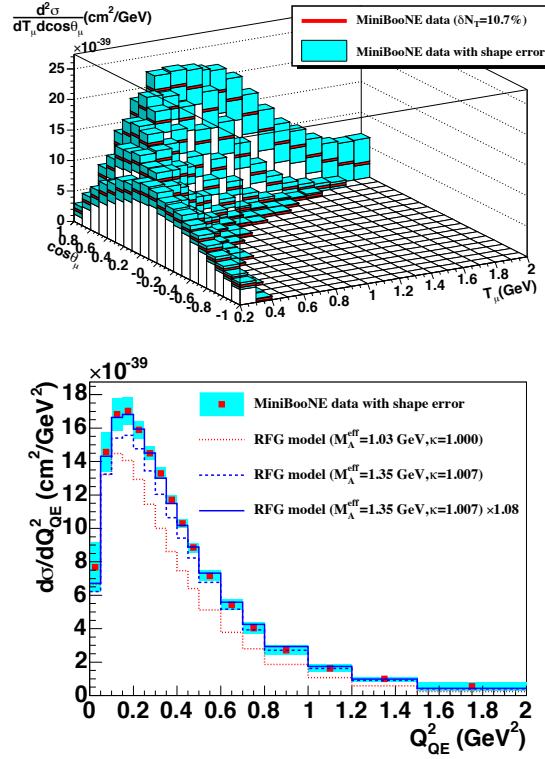 d²σ
dT_μ dcosθ_μ (cm²/GeV)
×10⁻³⁹
MiniBooNE data (δN_T=10.7%)
MiniBooNE data with shape error
25
20
15
10
5
0
1 0.8 0.6 0.4 0.2 0 -0.2 -0.4 -0.6 -0.8 -1
cosθ_μ
0.2 0.4 0.6 0.8 1 1.2 1.4 1.6 1.8 2
T_μ(GeV)
×10⁻³⁹
dσ/dQ²_QE (cm²/GeV²)
18
16
14
12
10
8
6
4
2
0
MiniBooNE data with shape error
RFG model (M_A^eff=1.03 GeV,κ=1.000)
RFG model (M_A^eff=1.35 GeV,κ=1.007)
RFG model (M_A^eff=1.35 GeV,κ=1.007) ×1.08
0 0.2 0.4 0.6 0.8 1 1.2 1.4 1.6 1.8 2
Q²_QE (GeV²)